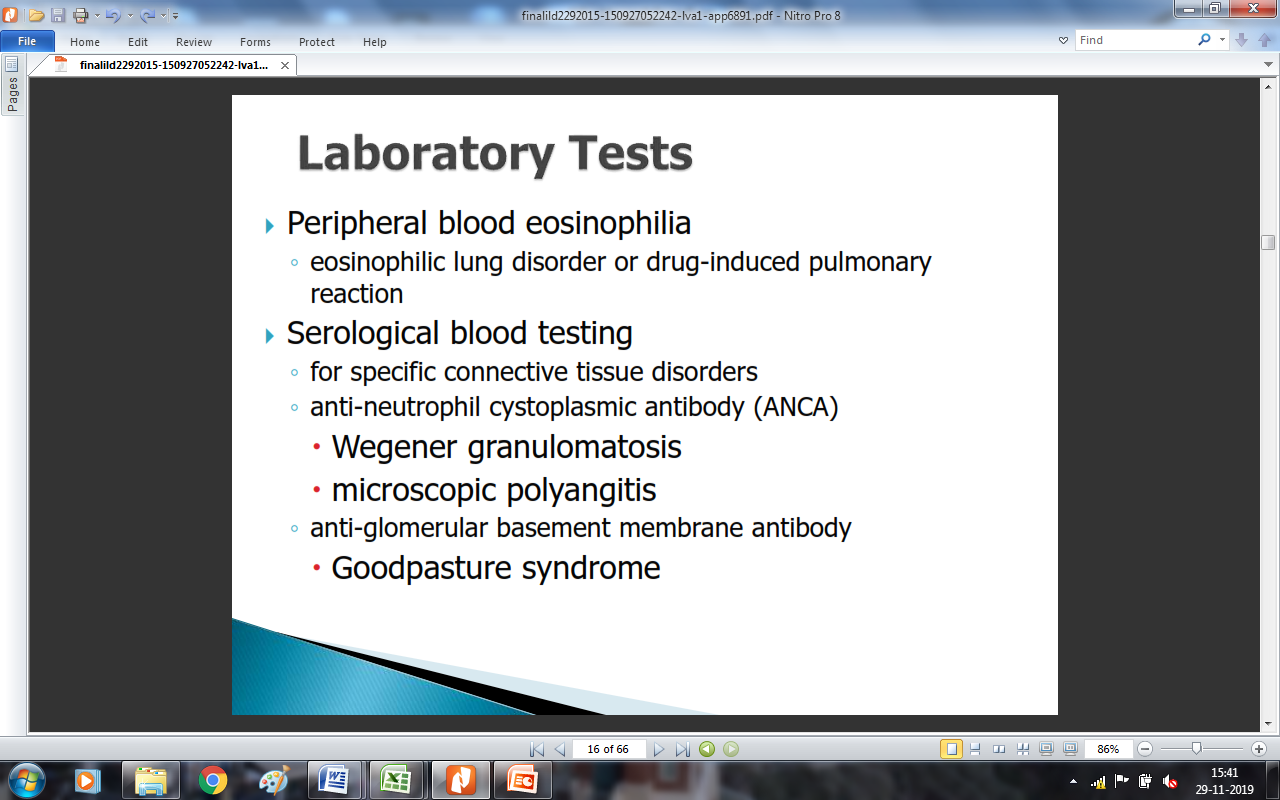 finalild2292015-150927052242-lva1-app6891.pdf - Nitro Pro 8
File Home Edit Review Forms Protect Help Find
finalild2292015-150927052242-lva1...
Pages
Laboratory Tests
Peripheral blood eosinophilia
eosinophilic lung disorder or drug-induced pulmonary
reaction
Serological blood testing
for specific connective tissue disorders
anti-neutrophil cystoplasmic antibody (ANCA)
Wegener granulomatosis
microscopic polyangitis
anti-glomerular basement membrane antibody
Goodpasture syndrome
16 of 66 86%
15:41
29-11-2019